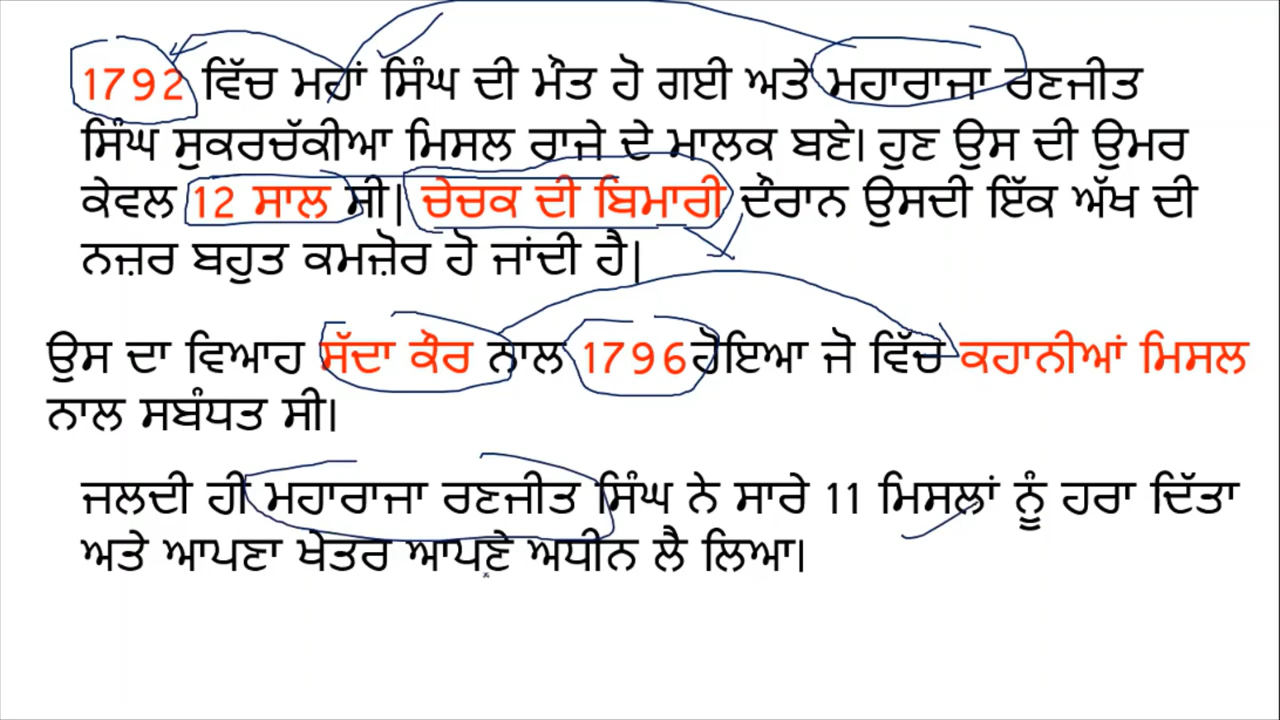 1792 ਵਿੱਚ ਮਹਾਂ ਸਿੰਘ ਦੀ ਮੌਤ ਹੋ ਗਈ ਅਤੇ ਮਹਾਰਾਜਾ ਰਣਜੀਤ
ਸਿੰਘ ਸੁਕਰਚੱਕੀਆ ਮਿਸਲ ਰਾਜੇ ਦੇ ਮਾਲਕ ਬਣੇ। ਹੁਣ ਉਸ ਦੀ ਉਮਰ
ਕੇਵਲ 12 ਸਾਲ ਸੀ। ਚੇਚਕ ਦੀ ਬਿਮਾਰੀ ਦੌਰਾਨ ਉਸਦੀ ਇੱਕ ਅੱਖ ਦੀ
ਨਜ਼ਰ ਬਹੁਤ ਕਮਜ਼ੋਰ ਹੋ ਜਾਂਦੀ ਹੈ।
ਉਸ ਦਾ ਵਿਆਹ ਸੱਦਾ ਕੌਰ ਨਾਲ 1796ਹੋਇਆ ਜੋ ਵਿੱਚ ਕਹਾਨੀਆਂ ਮਿਸਲ
ਨਾਲ ਸਬੰਧਤ ਸੀ।
ਜਲਦੀ ਹੀ ਮਹਾਰਾਜਾ ਰਣਜੀਤ ਸਿੰਘ ਨੇ ਸਾਰੇ 11 ਮਿਸਲਾਂ ਨੂੰ ਹਰਾ ਦਿੱਤਾ
ਅਤੇ ਆਪਣਾ ਖੇਤਰ ਆਪਣੇ ਅਧੀਨ ਲੈ ਲਿਆ।